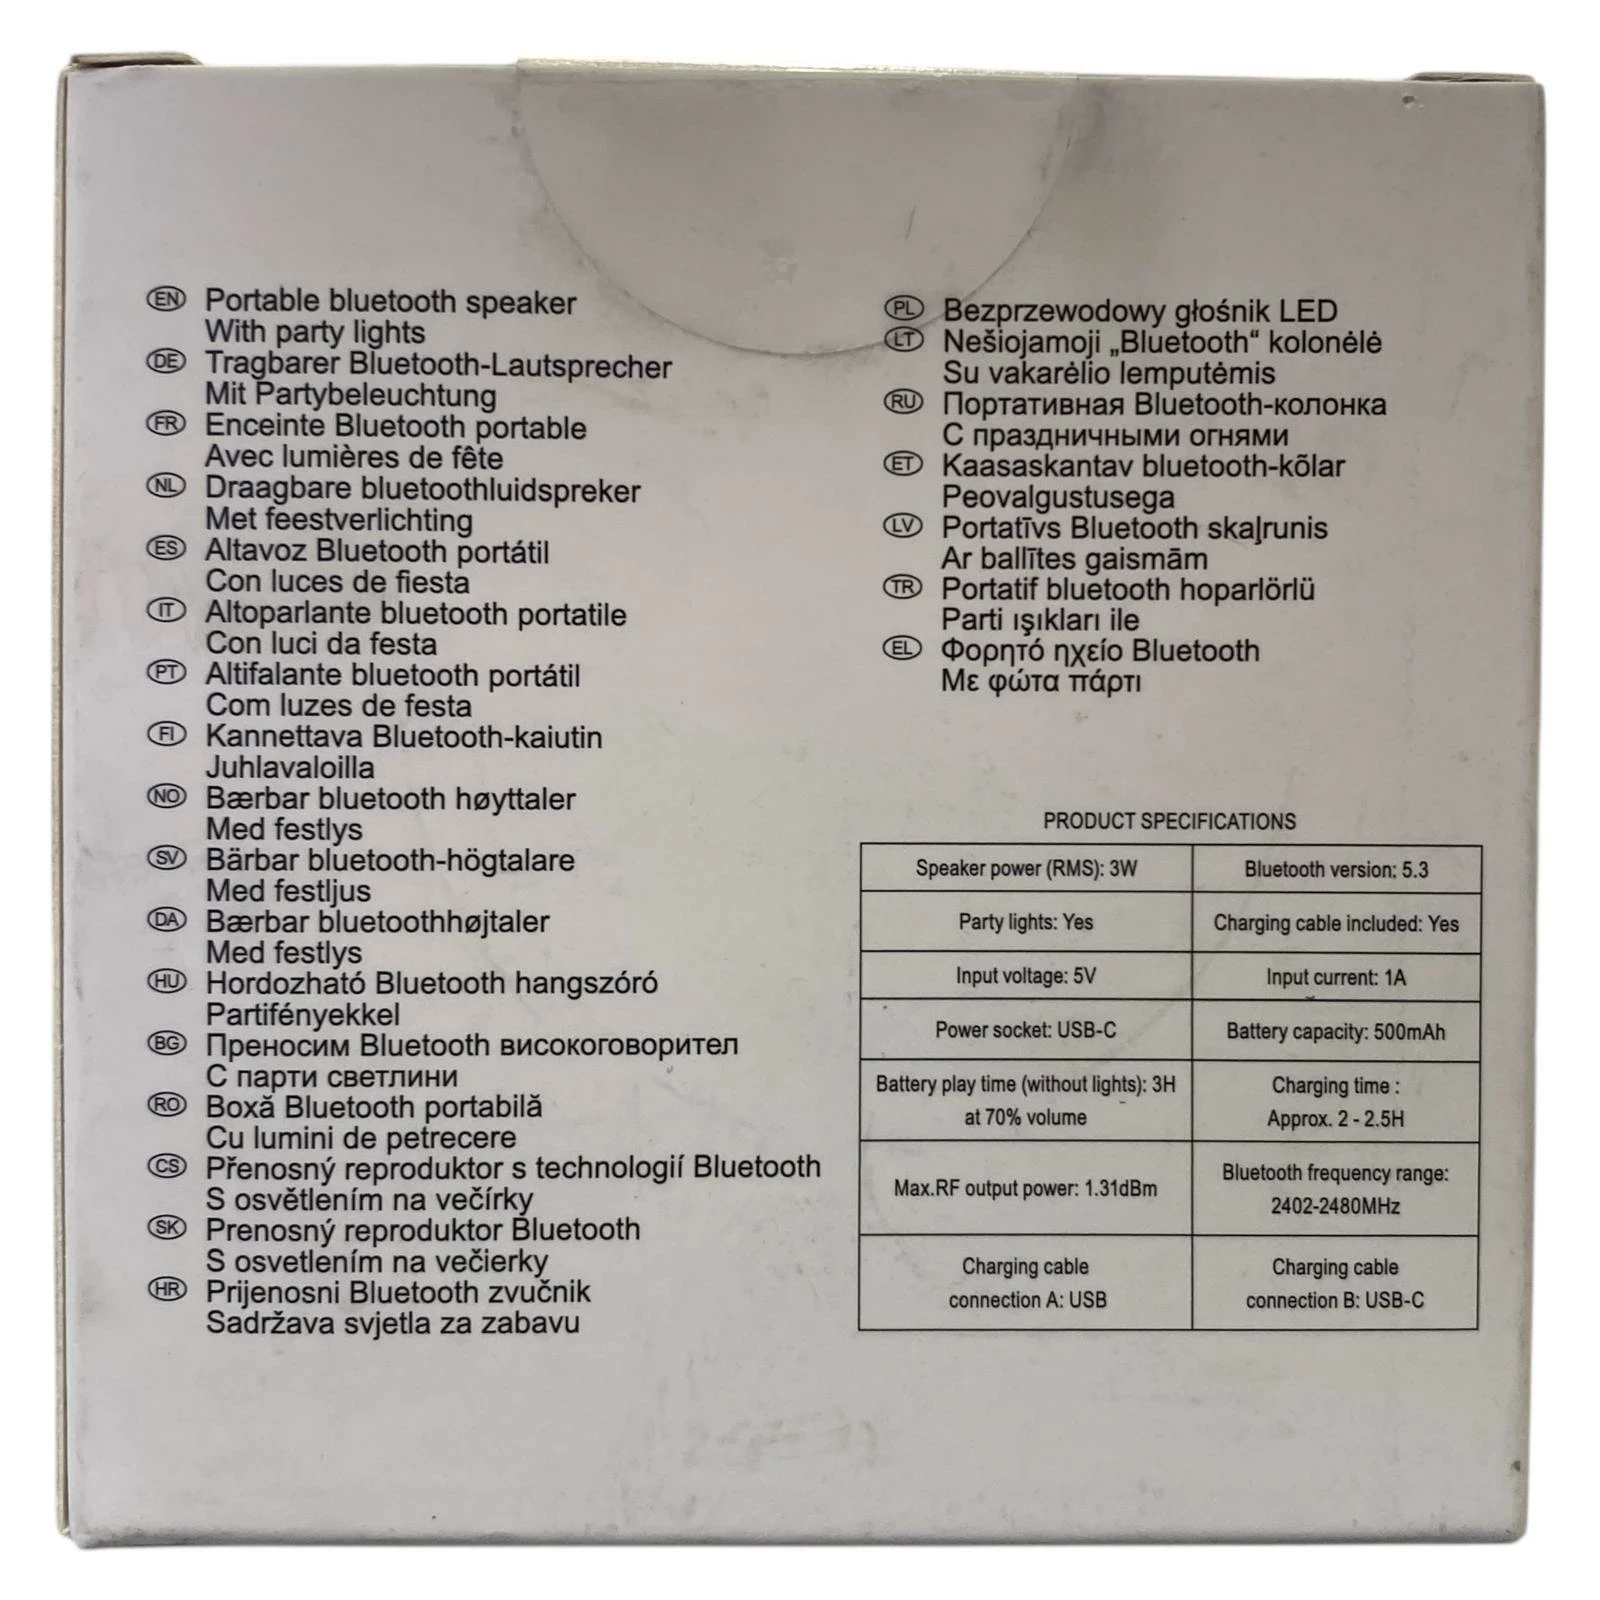 EN Portable bluetooth speaker
With party lights
DE Tragbarer Bluetooth-Lautsprecher
Mit Partybeleuchtung
FR Enceinte Bluetooth portable
Avec lumières de fête
NL Draagbare bluetoothluidspreker
Met feestverlichting
ES Altavoz Bluetooth portátil
Con luces de fiesta
IT Altoparlante bluetooth portatile
Con luci da festa
PT Altifalante bluetooth portátil
Com luzes de festa
FI Kannettava Bluetooth-kaiutin
Juhlavaloilla
NO Bærbar bluetooth høyttaler
Med festlys
SV Bärbar bluetooth-högtalare
Med festljus
DA Bærbar bluetoothhøjtaler
Med festlys
HU Hordozható Bluetooth hangszóró
Partifényekkel
BG Преносим Bluetooth високоговорител
С парти светлини
RO Boxă Bluetooth portabilă
Cu lumini de petrecere
CS Přenosný reproduktor s technologií Bluetooth
S osvětlením na večírky
SK Prenosný reproduktor Bluetooth
S osvetlením na večierky
HR Prijenosni Bluetooth zvučnik
Sadržava svjetla za zabavu
PL Bezprzewodowy głośnik LED
LT Nešiojamoji „Bluetooth“ kolonėlė
Su vakarėlio lemputėmis
RU Портативная Bluetooth-колонка
С праздничными огнями
ET Kaasaskantav bluetooth-kõlar
Peovalgustusega
LV Portatīvs Bluetooth skaļrunis
Ar ballītes gaismām
TR Portatif bluetooth hoparlörlü
Parti ışıkları ile
EL Φορητό ηχείο Bluetooth
Με φώτα πάρτι
PRODUCT SPECIFICATIONS
Speaker power (RMS): 3W
Bluetooth version: 5.3
Party lights: Yes
Charging cable included: Yes
Input voltage: 5V
Input current: 1A
Power socket: USB-C
Battery capacity: 500mAh
Battery play time (without lights): 3H
at 70% volume
Charging time :
Approx. 2 - 2.5H
Max.RF output power: 1.31dBm
Bluetooth frequency range:
2402-2480MHz
Charging cable
connection A: USB
Charging cable
connection B: USB-C